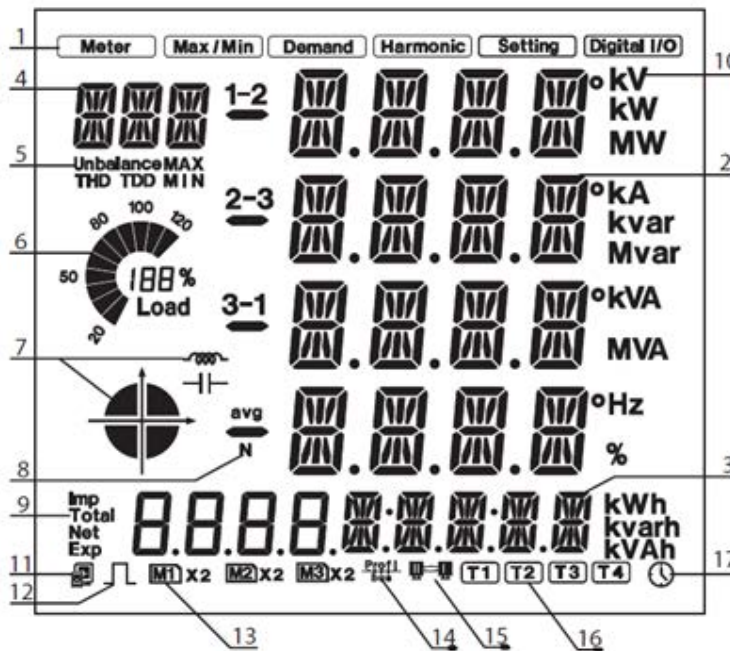 1 Meter Max/Min Demand Harmonic Setting Digital I/O
4 1-2 kV 10
kW
5 Unbalance MAX MW
THD TDD MIN 2
2-3 kA
kvar
Mvar
6 20 50 80 100 120
188%
Load
3-1 kVA
MVA
7
avg Hz
8 N % 3
9 Imp kWh
Total kvarh
Net kVAh
Exp
11 12 M1 X2 M2 X2 M3 X2 T1 T2 T3 T4 17
13 14 15 16